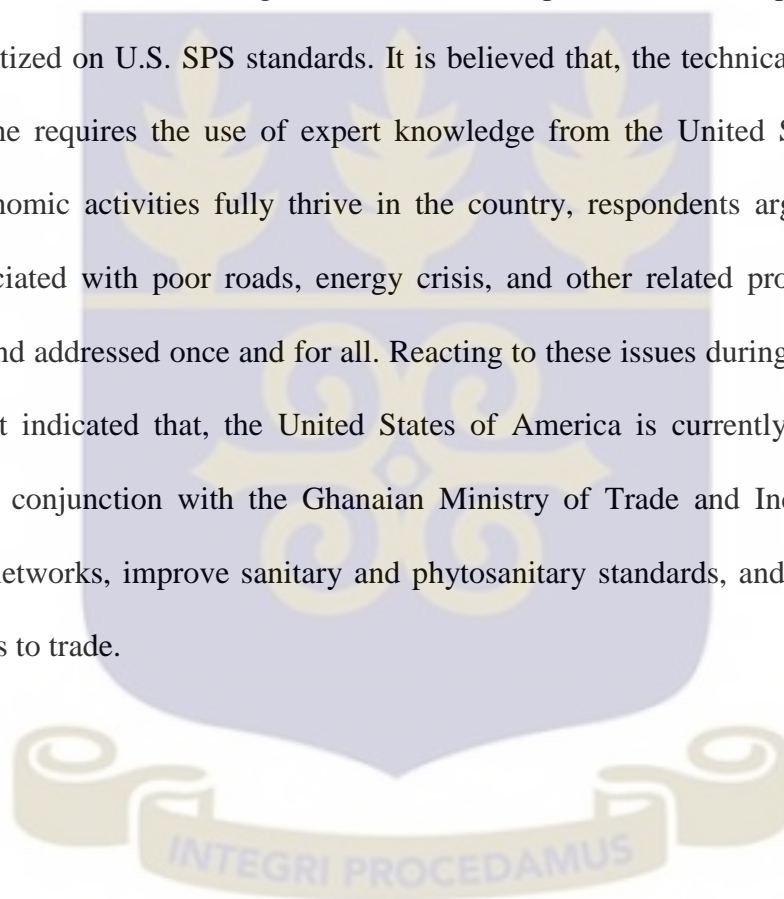 tized on U.S. SPS standards. It is believed that, the technica
ne requires the use of expert knowledge from the United S
nomic activities fully thrive in the country, respondents arg
ciated with poor roads, energy crisis, and other related pro
nd addressed once and for all. Reacting to these issues during
t indicated that, the United States of America is currently
conjunction with the Ghanaian Ministry of Trade and In
networks, improve sanitary and phytosanitary standards, and
s to trade.
INTEGRI PROCEDAMUS